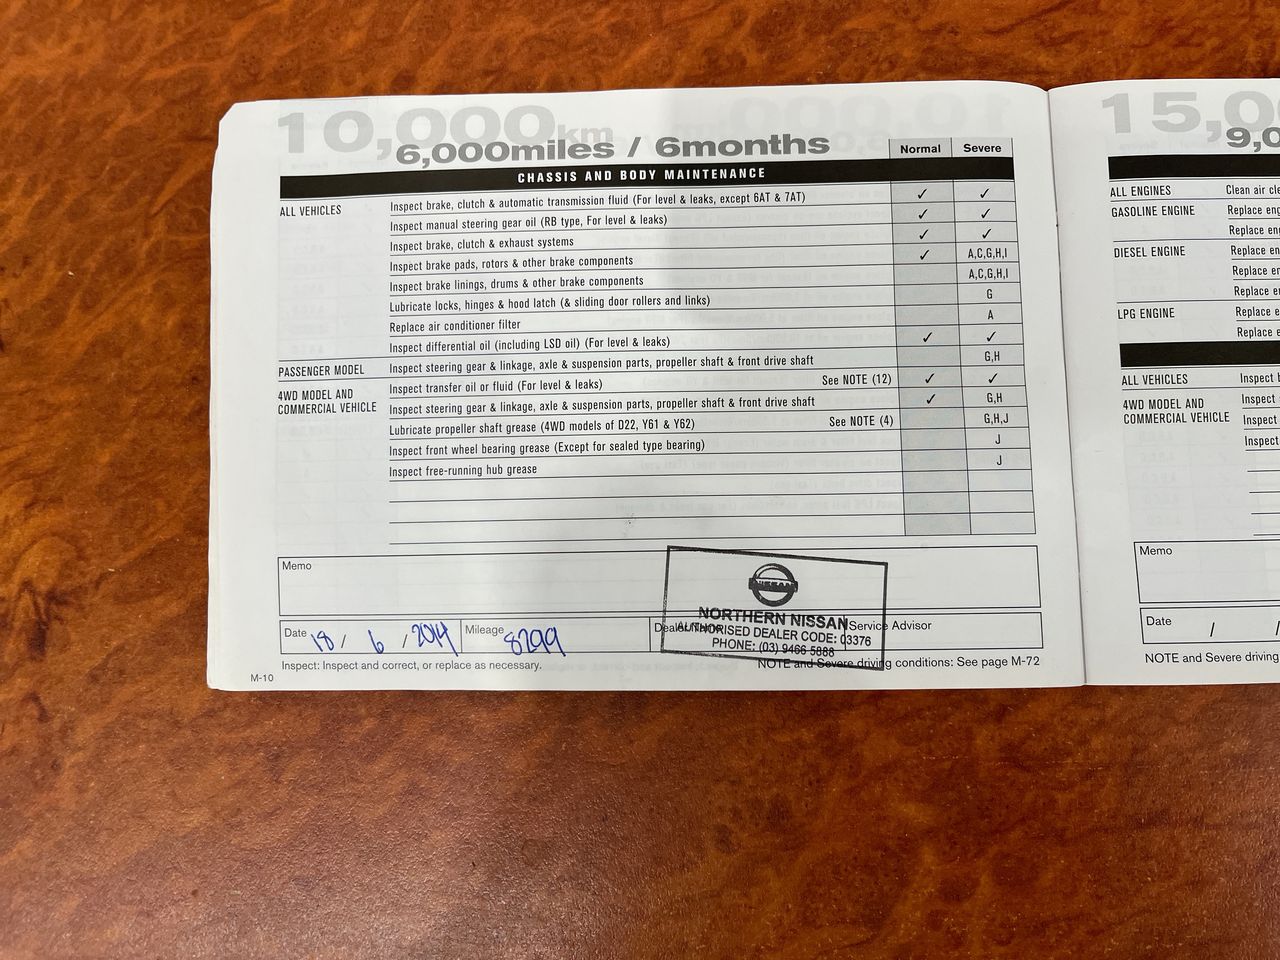 10,000km
6,000miles / 6months
Normal Severe
CHASSIS AND BODY MAINTENANCE
ALL VEHICLES Inspect brake, clutch & automatic transmission fluid (For level & leaks, except 6AT & 7AT) ✓ ✓
Inspect manual steering gear oil (RB type, For level & leaks) ✓ ✓
Inspect brake, clutch & exhaust systems ✓ ✓
Inspect brake pads, rotors & other brake components ✓ A,C,G,H,I
Inspect brake linings, drums & other brake components A,C,G,H,I
Lubricate locks, hinges & hood latch (& sliding door rollers and links) G
Replace air conditioner filter A
Inspect differential oil (including LSD oil) (For level & leaks) ✓ ✓
PASSENGER MODEL Inspect steering gear & linkage, axle & suspension parts, propeller shaft & front drive shaft G,H
4WD MODEL AND COMMERCIAL VEHICLE Inspect transfer oil or fluid (For level & leaks) See NOTE (12) ✓ ✓
Inspect steering gear & linkage, axle & suspension parts, propeller shaft & front drive shaft ✓ G,H
Lubricate propeller shaft grease (4WD models of D22, Y61 & Y62) See NOTE (4) G,H,J
Inspect front wheel bearing grease (Except for sealed type bearing) J
Inspect free-running hub grease J
Memo
Date 18 / 6 / 2014 Mileage 8299 Service Advisor
NISSAN
NORTHERN NISSAN
AUTHORISED DEALER CODE: 03376
PHONE: (03) 9466 5888
Inspect: Inspect and correct, or replace as necessary. NOTE and Severe driving conditions: See page M-72
M-10
15,0
9,0
ALL ENGINES Clean air cle
GASOLINE ENGINE Replace eng
Replace eng
DIESEL ENGINE Replace en
Replace en
Replace en
LPG ENGINE Replace e
Replace e
ALL VEHICLES Inspect b
4WD MODEL AND COMMERCIAL VEHICLE Inspect
Inspect
Inspect
Memo
Date / /
NOTE and Severe driving